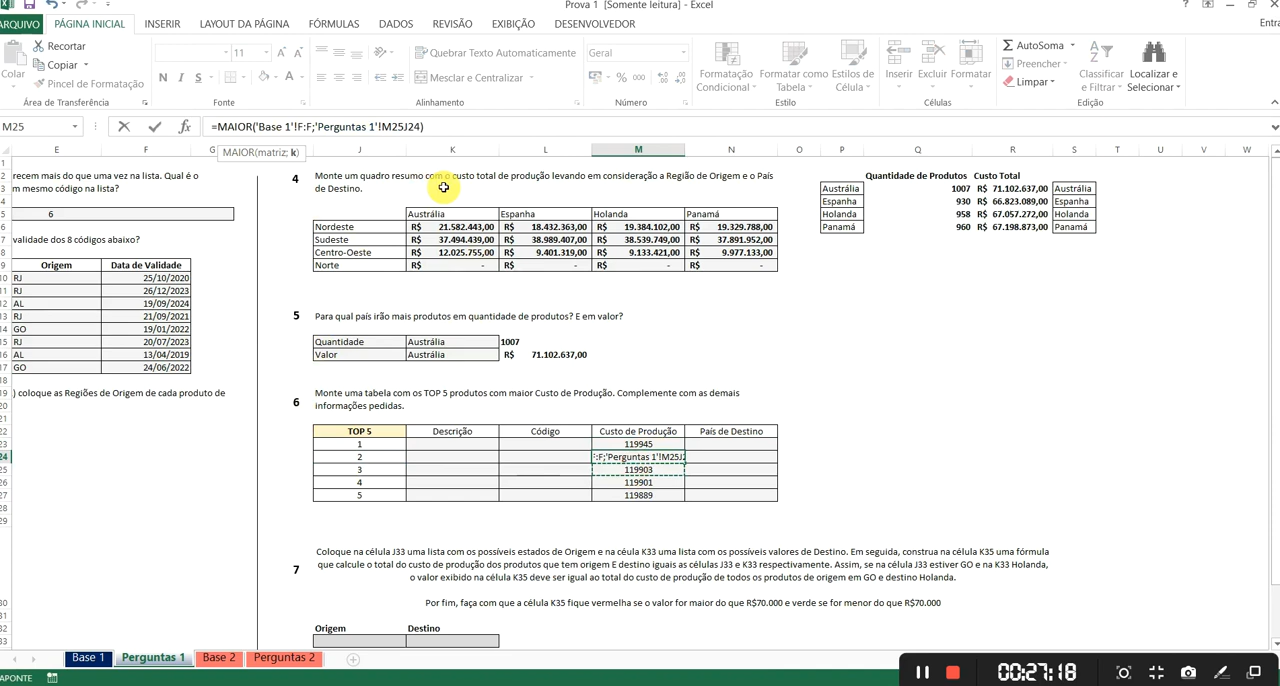 Prova 1 [Somente leitura] - Excel
ARQUIVO PÁGINA INICIAL INSERIR LAYOUT DA PÁGINA FÓRMULAS DADOS REVISÃO EXIBIÇÃO DESENVOLVEDOR Entra
Colar Recortar Copiar Pincel de Formatação
11 N I S
Quebrar Texto Automaticamente Mesclar e Centralizar
Geral % 000
Formatação Condicional Formatar como Tabela Estilos de Célula
Inserir Excluir Formatar
AutoSoma Preencher Limpar Classificar e Filtrar Localizar e Selecionar
Área de Transferência Fonte Alinhamento Número Estilo Células Edição
M25 =MAIOR('Base 1'!F:F;'Perguntas 1'!M25J24)
MAIOR(matriz; k)
E F G J K L M N O P Q R S T U V W
recem mais do que uma vez na lista. Qual é o
m mesmo código na lista?
6
validade dos 8 códigos abaixo?
Origem Data de Validade
RJ 25/10/2020
RJ 26/12/2023
AL 19/09/2024
RJ 21/09/2021
GO 19/01/2022
RJ 20/07/2023
AL 13/04/2019
GO 24/06/2022
) coloque as Regiões de Origem de cada produto de
4 Monte um quadro resumo com o custo total de produção levando em consideração a Região de Origem e o País
de Destino.
Austrália Espanha Holanda Panamá
Nordeste R$ 21.582.443,00 R$ 18.432.363,00 R$ 19.384.102,00 R$ 19.329.788,00
Sudeste R$ 37.494.439,00 R$ 38.989.407,00 R$ 38.539.749,00 R$ 37.891.952,00
Centro-Oeste R$ 12.025.755,00 R$ 9.401.319,00 R$ 9.133.421,00 R$ 9.977.133,00
Norte R$ - R$ - R$ - R$ -
Quantidade de Produtos Custo Total
Austrália 1007 R$ 71.102.637,00 Austrália
Espanha 930 R$ 66.823.089,00 Espanha
Holanda 958 R$ 67.057.272,00 Holanda
Panamá 960 R$ 67.198.873,00 Panamá
5 Para qual país irão mais produtos em quantidade de produtos? E em valor?
Quantidade Austrália 1007
Valor Austrália R$ 71.102.637,00
6 Monte uma tabela com os TOP 5 produtos com maior Custo de Produção. Complemente com as demais
informações pedidas.
TOP 5 Descrição Código Custo de Produção País de Destino
1 119945
2 :F;'Perguntas 1'!M25J2
3 119903
4 119901
5 119889
7 Coloque na célula J33 uma lista com os possíveis estados de Origem e na céula K33 uma lista com os possíveis valores de Destino. Em seguida, construa na célula K35 uma fórmula
que calcule o total do custo de produção dos produtos que tem origem E destino iguais as células J33 e K33 respectivamente. Assim, se na célula J33 estiver GO e na K33 Holanda,
o valor exibido na célula K35 deve ser igual ao total do custo de produção de todos os produtos de origem em GO e destino Holanda.
Por fim, faça com que a célula K35 fique vermelha se o valor for maior do que R$70.000 e verde se for menor do que R$70.000
Origem Destino
Base 1 Perguntas 1 Base 2 Perguntas 2
APONTE
00:27:18